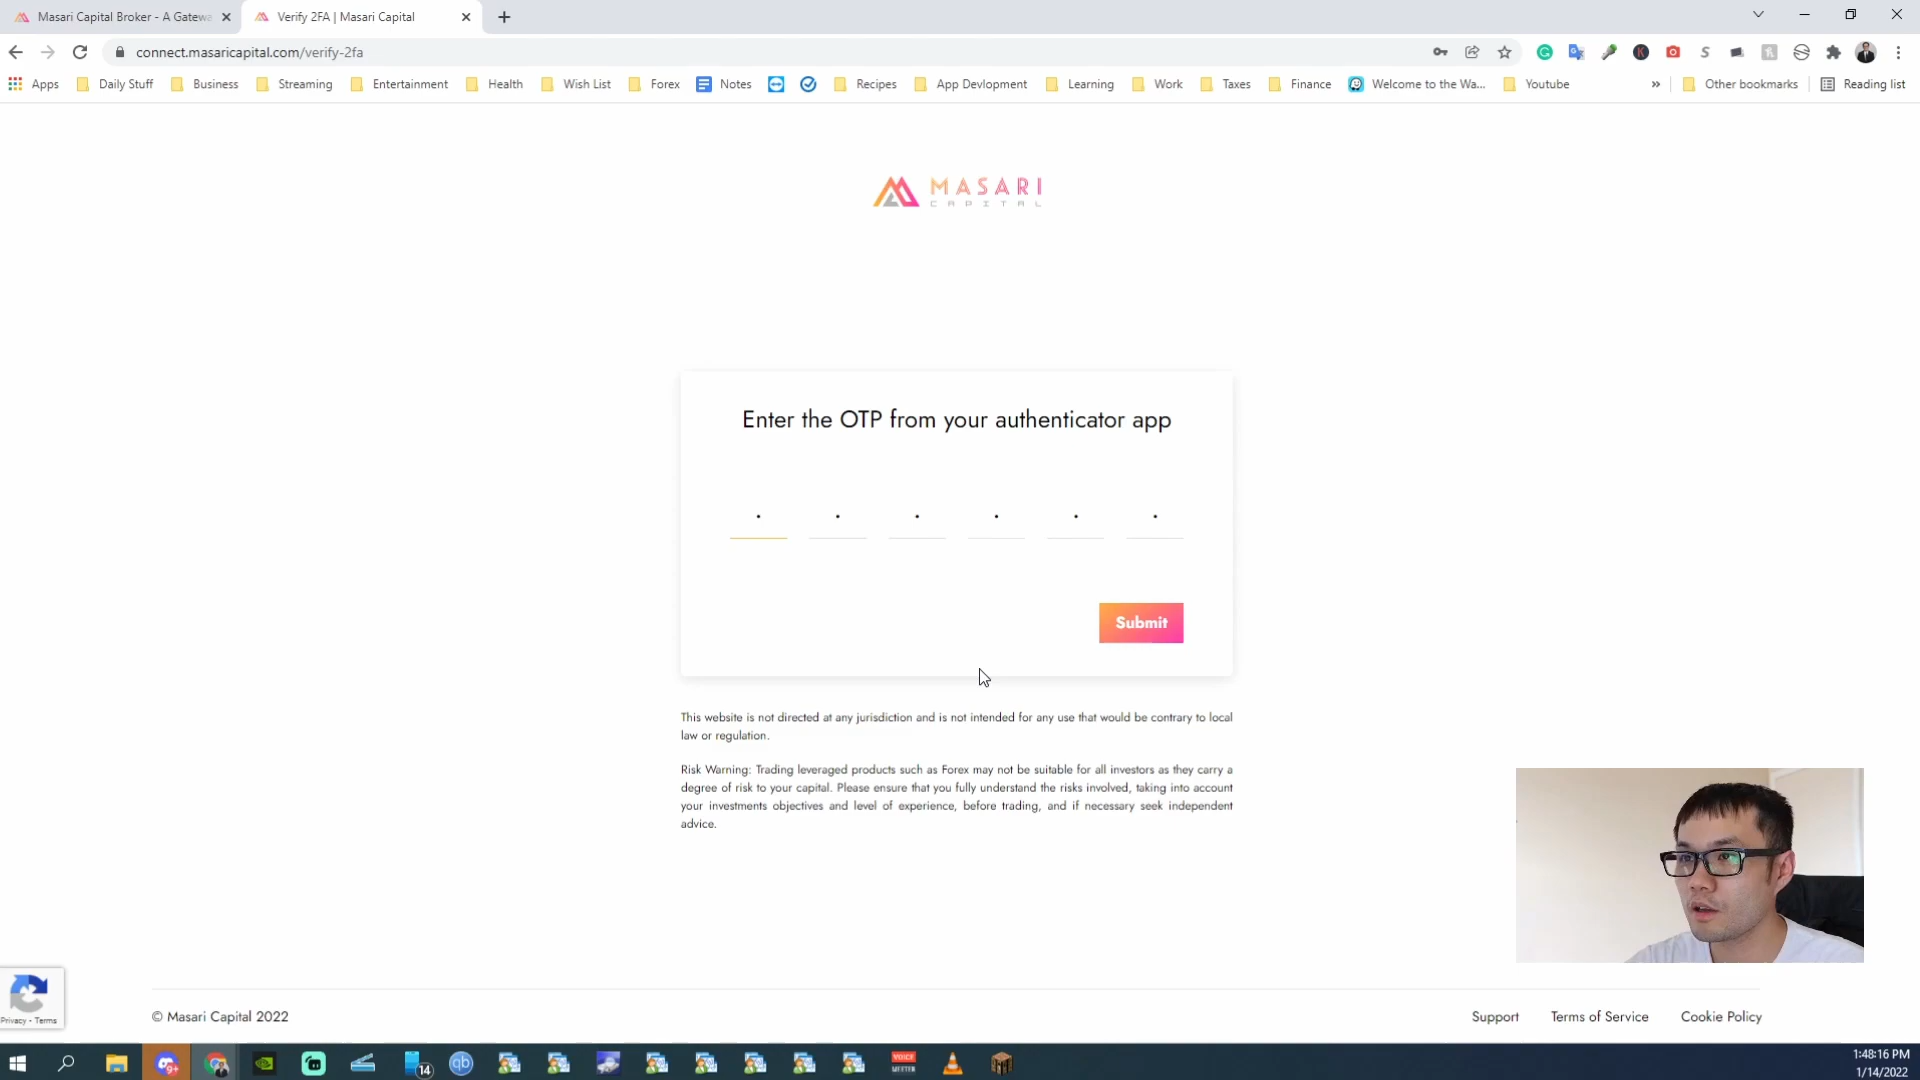 Masari Capital Broker - A Gatewa
Verify 2FA | Masari Capital
connect.masaricapital.com/verify-2fa
Apps Daily Stuff Business Streaming Entertainment Health Wish List Forex Notes Recipes App Devlopment Learning Work Taxes Finance Welcome to the Wa... Youtube » Other bookmarks Reading list
MASARI
CAPITAL
Enter the OTP from your authenticator app
Submit
This website is not directed at any jurisdiction and is not intended for any use that would be contrary to local
law or regulation.
Risk Warning: Trading leveraged products such as Forex may not be suitable for all investors as they carry a
degree of risk to your capital. Please ensure that you fully understand the risks involved, taking into account
your investments objectives and level of experience, before trading, and if necessary seek independent
advice.
Privacy - Terms
© Masari Capital 2022
Support Terms of Service Cookie Policy
9+
14
qb
1:48:16 PM
1/14/2022